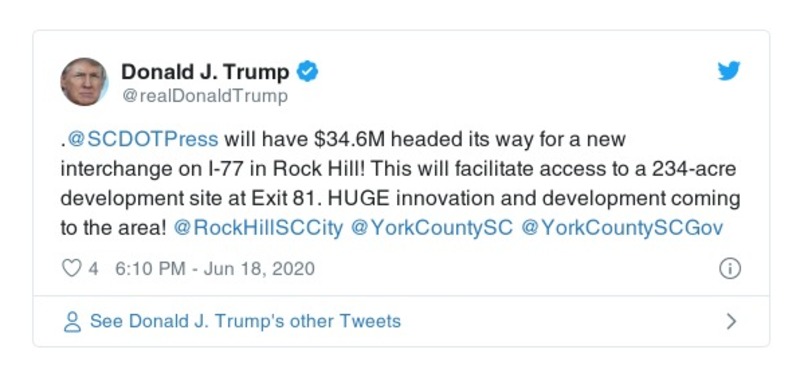 Donald J. Trump
@realDonaldTrump
.@SCDOTPress will have $34.6M headed its way for a new
interchange on I-77 in Rock Hill! This will facilitate access to a 234-acre
development site at Exit 81. HUGE innovation and development coming
to the area! @RockHillSCCity @YorkCountySC @YorkCountySCGov
4 6:10 PM - Jun 18, 2020
See Donald J. Trump's other Tweets